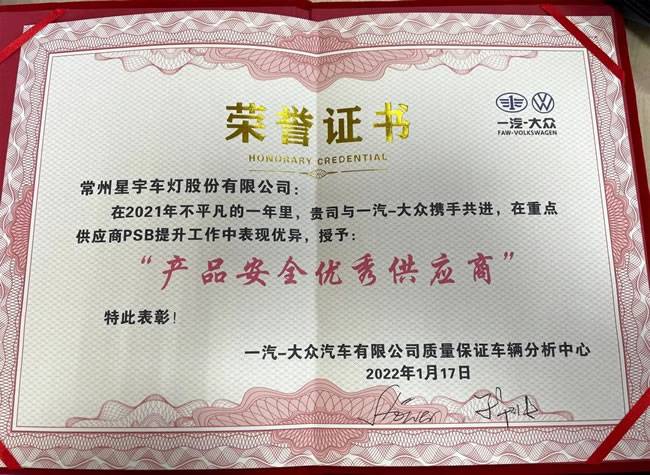 荣誉证书
HONORARY CREDENTIAL
一汽-大众
FAW-VOLKSWAGEN
常州星宇车灯股份有限公司：
在2021年不平凡的一年里，贵司与一汽-大众携手共进，在重点
供应商PSB提升工作中表现优异，授予：
“产品安全优秀供应商”
特此表彰！
一汽-大众汽车有限公司质量保证车辆分析中心
2022年1月17日